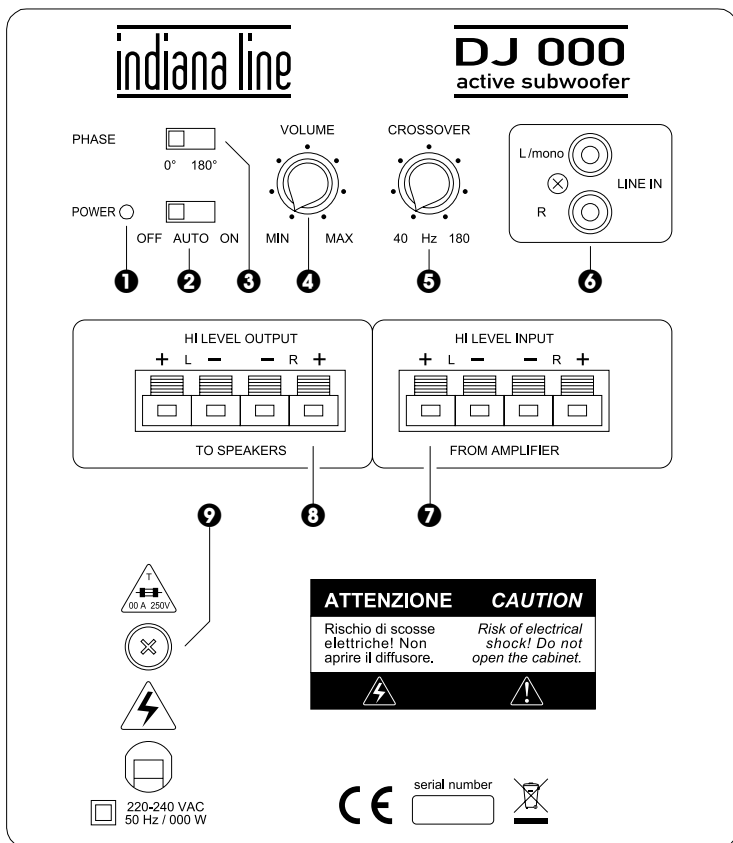 indiana line
DJ 000
active subwoofer
PHASE
0° 180°
VOLUME
CROSSOVER
L/mono
LINE IN
R
POWER
OFF AUTO ON
MIN MAX
40 Hz 180
1 2 3 4 5 6
HI LEVEL OUTPUT
+ L − − R +
TO SPEAKERS
HI LEVEL INPUT
+ L − − R +
FROM AMPLIFIER
9 8 7
T
00 A 250V
ATTENZIONE
Rischio di scosse
elettriche! Non
aprire il diffusore.
CAUTION
Risk of electrical
shock! Do not
open the cabinet.
220-240 VAC
50 Hz / 000 W
CE
serial number